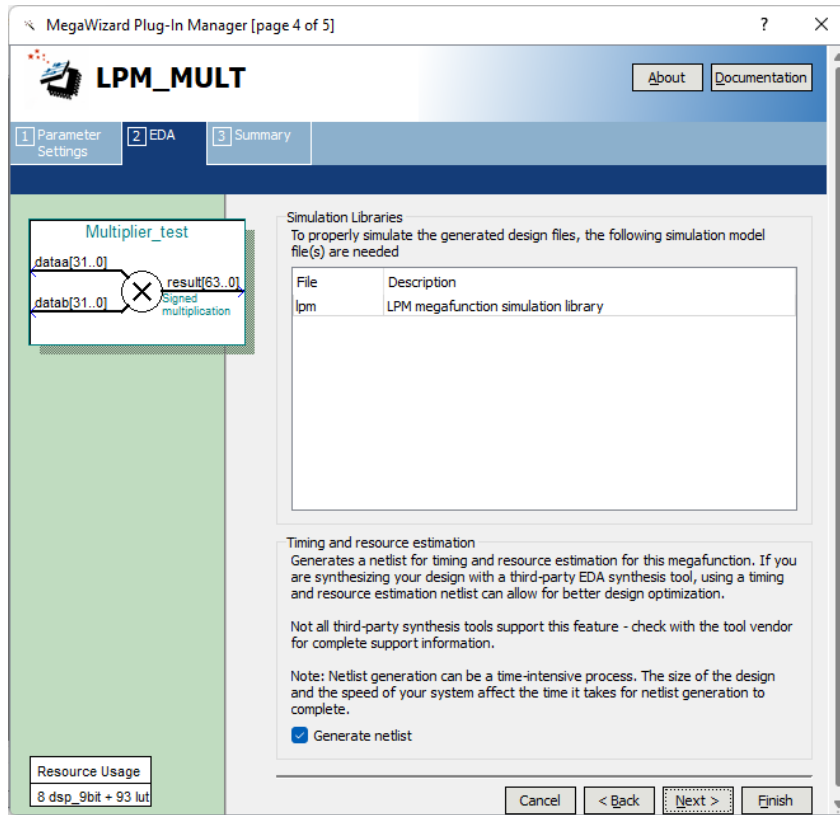 MegaWizard Plug-In Manager [page 4 of 5]
?
LPM_MULT
About
Documentation
1 Parameter
Settings
2 EDA
3 Summary
Multiplier_test
dataa[31..0]
result[63..0]
datab[31..0]
Signed
multiplication
Simulation Libraries
To properly simulate the generated design files, the following simulation model
file(s) are needed
File Description
lpm LPM megafunction simulation library
Timing and resource estimation
Generates a netlist for timing and resource estimation for this megafunction. If you
are synthesizing your design with a third-party EDA synthesis tool, using a timing
and resource estimation netlist can allow for better design optimization.
Not all third-party synthesis tools support this feature - check with the tool vendor
for complete support information.
Note: Netlist generation can be a time-intensive process. The size of the design
and the speed of your system affect the time it takes for netlist generation to
complete.
Generate netlist
Resource Usage
8 dsp_9bit + 93 lut
Cancel
< Back
Next >
Finish